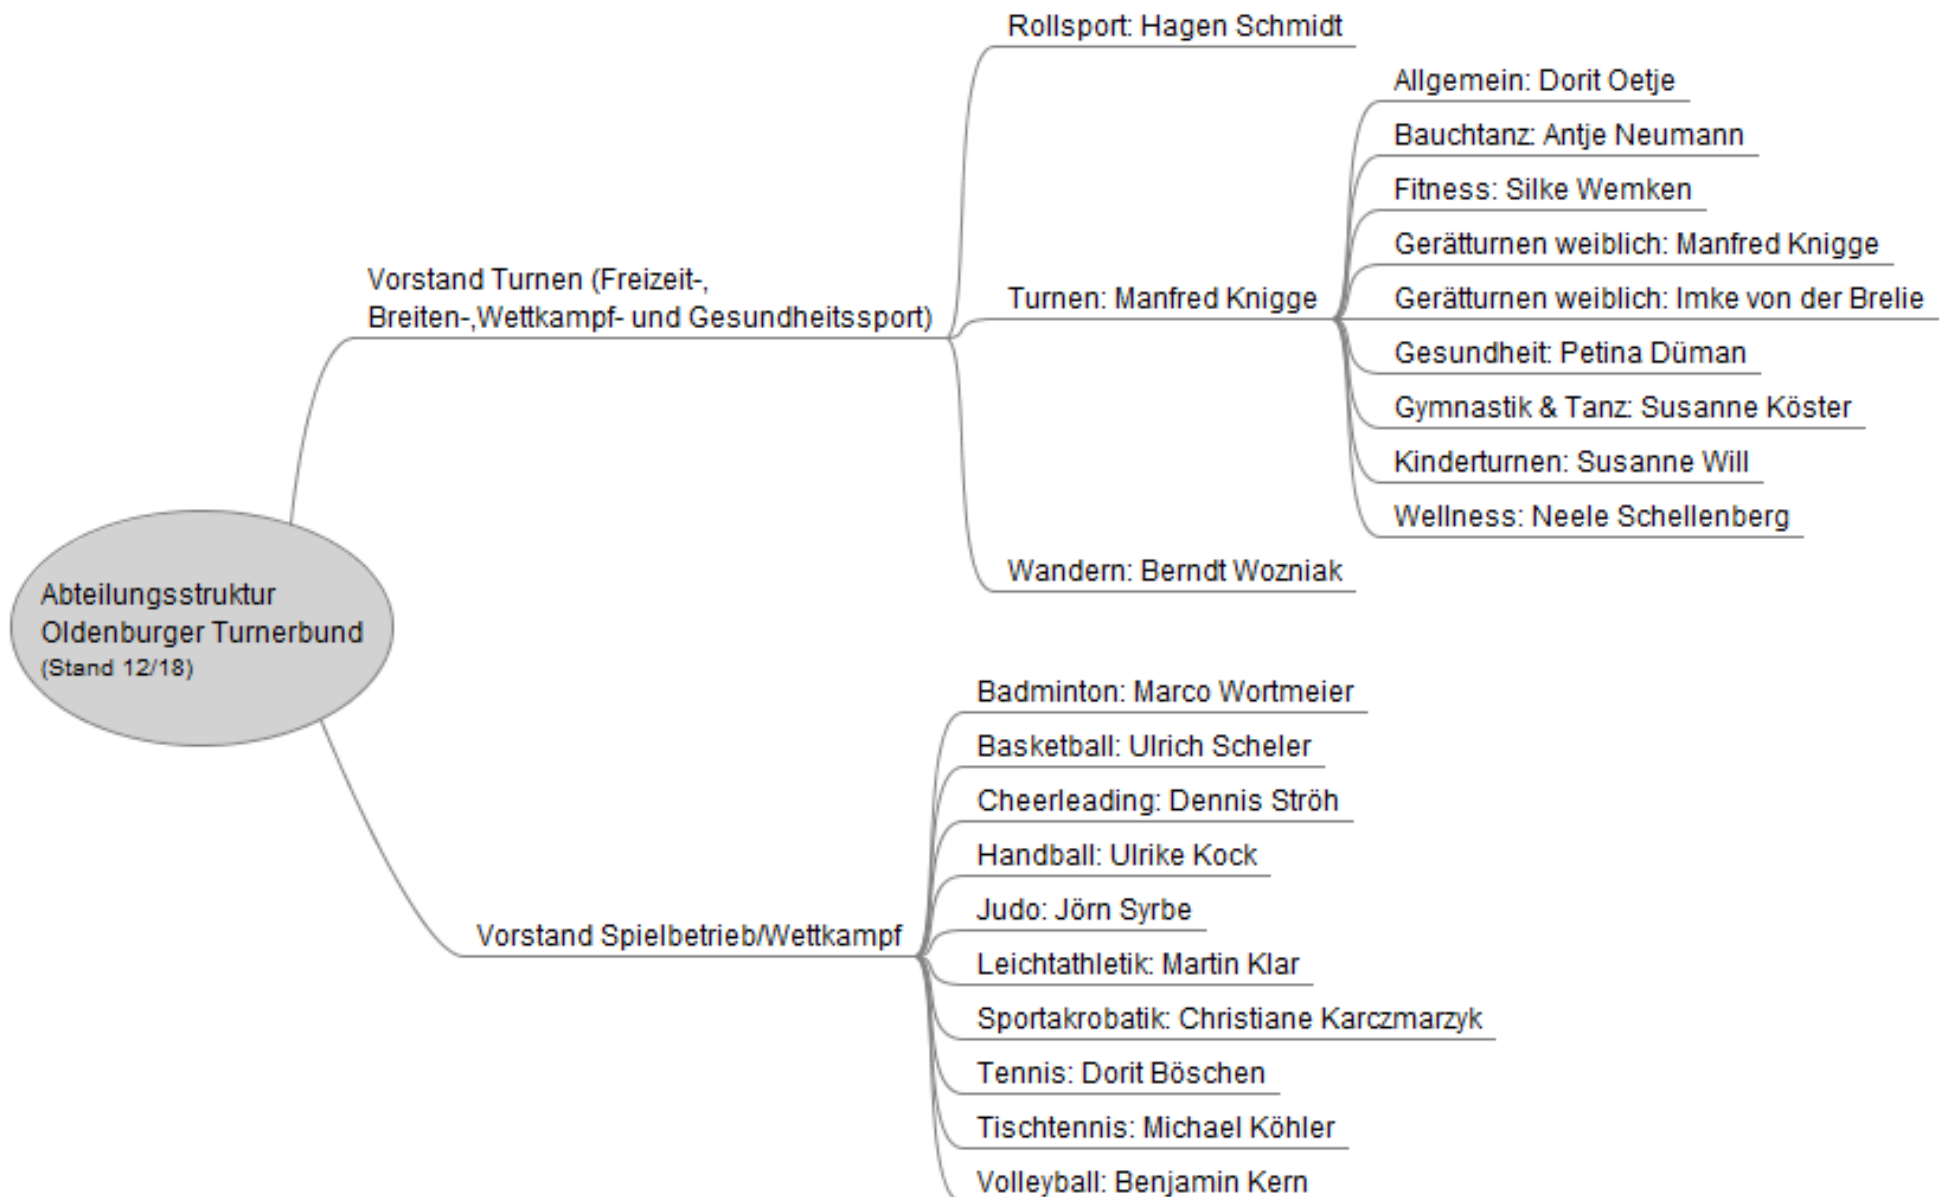 Abteilungsstruktur
Oldenburger Turnerbund
(Stand 12/18)
Vorstand Turnen (Freizeit-,
Breiten-,Wettkampf- und Gesundheitssport)
Rollsport: Hagen Schmidt
Turnen: Manfred Knigge
Allgemein: Dorit Oetje
Bauchtanz: Antje Neumann
Fitness: Silke Wemken
Gerätturnen weiblich: Manfred Knigge
Gerätturnen weiblich: Imke von der Brelie
Gesundheit: Petina Düman
Gymnastik & Tanz: Susanne Köster
Kinderturnen: Susanne Will
Wellness: Neele Schellenberg
Wandern: Berndt Wozniak
Vorstand Spielbetrieb/Wettkampf
Badminton: Marco Wortmeier
Basketball: Ulrich Scheler
Cheerleading: Dennis Ströh
Handball: Ulrike Kock
Judo: Jörn Syrbe
Leichtathletik: Martin Klar
Sportakrobatik: Christiane Karczmarzyk
Tennis: Dorit Böschen
Tischtennis: Michael Köhler
Volleyball: Benjamin Kern